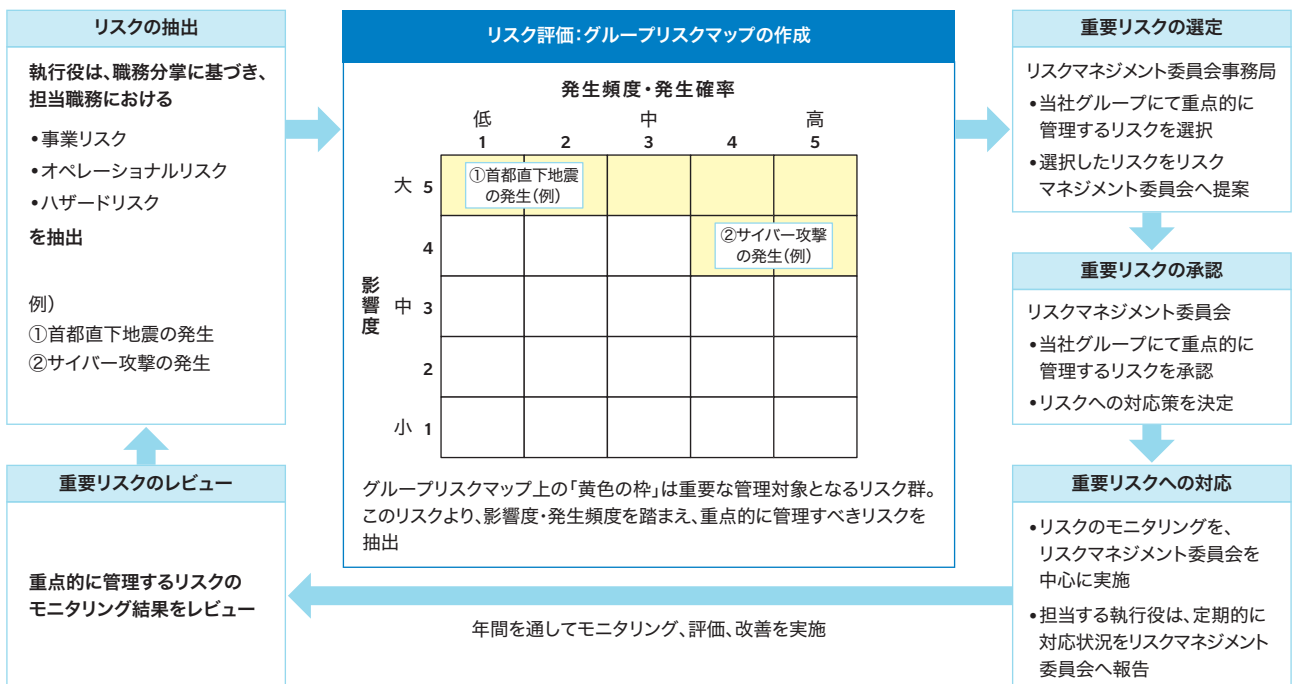 リスクの抽出
執行役は、職務分掌に基づき、
担当職務における
•事業リスク
•オペレーショナルリスク
•ハザードリスク
を抽出
例）
①首都直下地震の発生
②サイバー攻撃の発生
リスク評価：グループリスクマップの作成
発生頻度・発生確率
低 中 高
1 2 3 4 5
影響度
大 5
①首都直下地震
の発生（例）
4
②サイバー攻撃
の発生（例）
中 3
2
小 1
グループリスクマップ上の「黄色の枠」は重要な管理対象となるリスク群。
このリスクより、影響度・発生頻度を踏まえ、重点的に管理すべきリスクを
抽出
重要リスクの選定
リスクマネジメント委員会事務局
•当社グループにて重点的に
管理するリスクを選択
•選択したリスクをリスク
マネジメント委員会へ提案
重要リスクの承認
リスクマネジメント委員会
•当社グループにて重点的に
管理するリスクを承認
•リスクへの対応策を決定
重要リスクへの対応
•リスクのモニタリングを、
リスクマネジメント委員会を
中心に実施
•担当する執行役は、定期的に
対応状況をリスクマネジメント
委員会へ報告
年間を通してモニタリング、評価、改善を実施
重要リスクのレビュー
重点的に管理するリスクの
モニタリング結果をレビュー